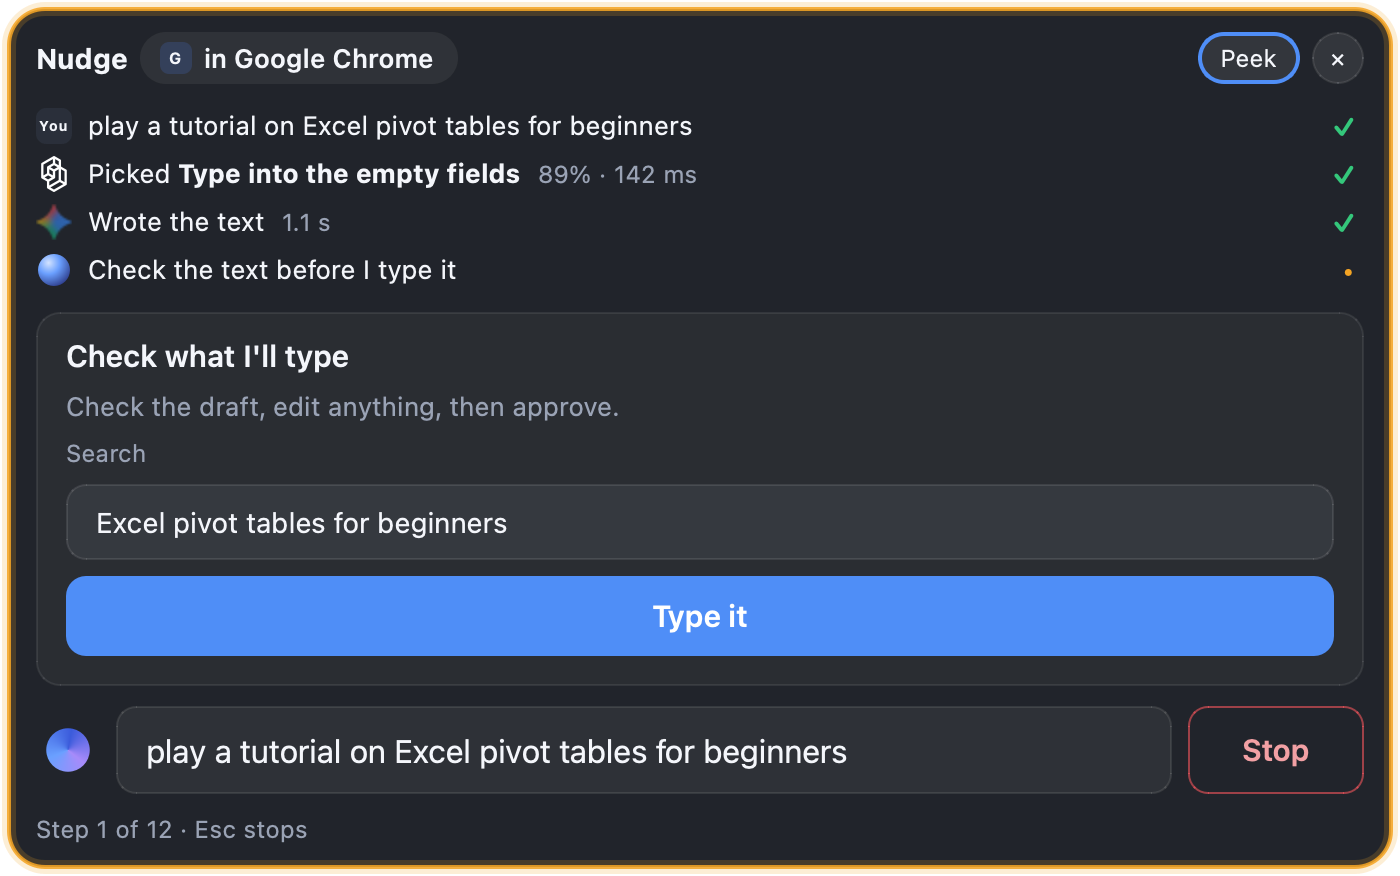 Nudge G in Google Chrome Peek ×
You play a tutorial on Excel pivot tables for beginners
Picked Type into the empty fields 89% · 142 ms
Wrote the text 1.1 s
Check the text before I type it
Check what I'll type
Check the draft, edit anything, then approve.
Search
Excel pivot tables for beginners
Type it
play a tutorial on Excel pivot tables for beginners Stop
Step 1 of 12 · Esc stops